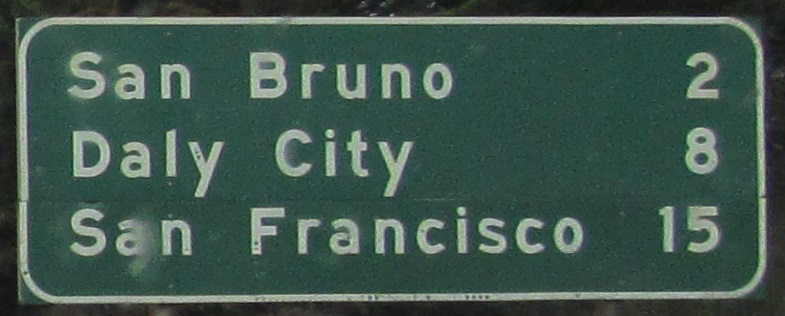 San Bruno 2
Daly City 8
San Francisco 15